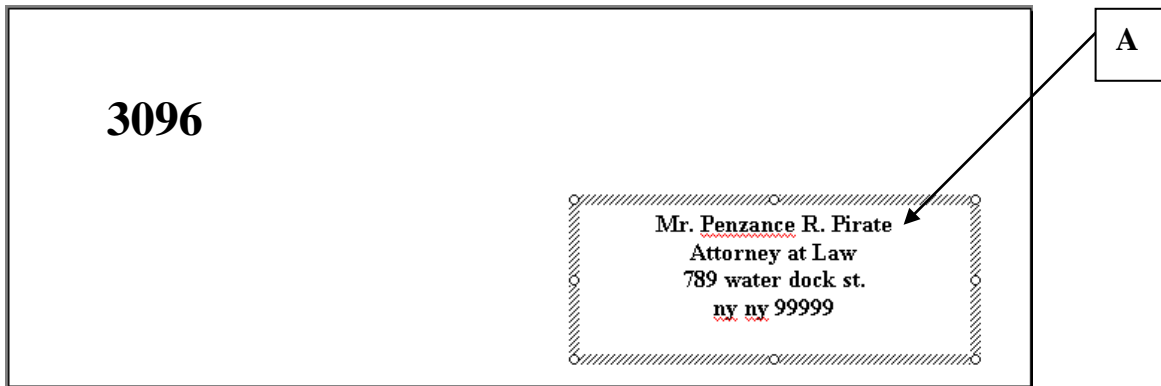 A
3096
Mr. Penzance R. Pirate
Attorney at Law
789 water dock st.
ny ny 99999